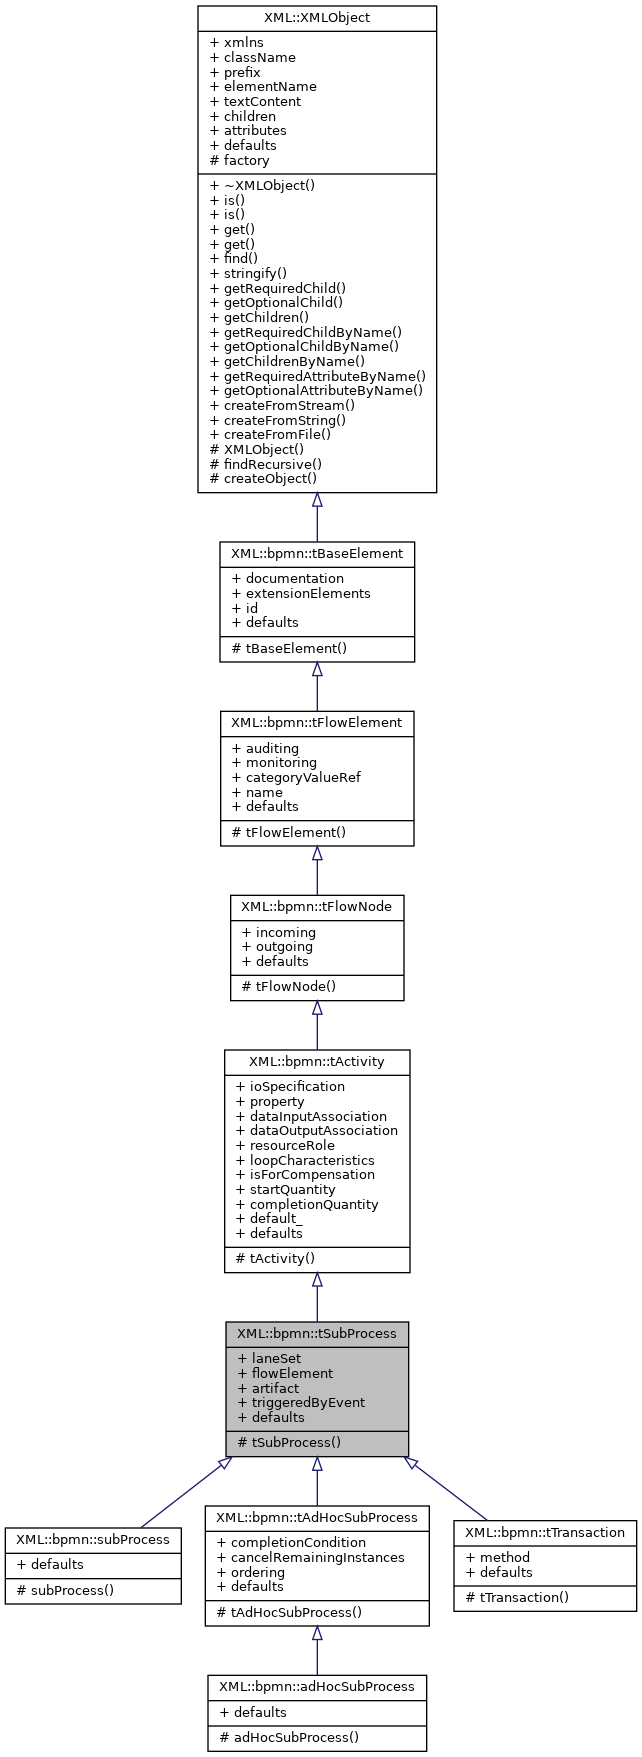 XML::XMLObject
+ xmlns
+ className
+ prefix
+ elementName
+ textContent
+ children
+ attributes
+ defaults
# factory
+ ~XMLObject()
+ is()
+ is()
+ get()
+ get()
+ find()
+ stringify()
+ getRequiredChild()
+ getOptionalChild()
+ getChildren()
+ getRequiredChildByName()
+ getOptionalChildByName()
+ getChildrenByName()
+ getRequiredAttributeByName()
+ getOptionalAttributeByName()
+ createFromStream()
+ createFromString()
+ createFromFile()
# XMLObject()
# findRecursive()
# createObject()
XML::bpmn::tBaseElement
+ documentation
+ extensionElements
+ id
+ defaults
# tBaseElement()
XML::bpmn::tFlowElement
+ auditing
+ monitoring
+ categoryValueRef
+ name
+ defaults
# tFlowElement()
XML::bpmn::tFlowNode
+ incoming
+ outgoing
+ defaults
# tFlowNode()
XML::bpmn::tActivity
+ ioSpecification
+ property
+ dataInputAssociation
+ dataOutputAssociation
+ resourceRole
+ loopCharacteristics
+ isForCompensation
+ startQuantity
+ completionQuantity
+ default_
+ defaults
# tActivity()
XML::bpmn::tSubProcess
+ laneSet
+ flowElement
+ artifact
+ triggeredByEvent
+ defaults
# tSubProcess()
XML::bpmn::subProcess
+ defaults
# subProcess()
XML::bpmn::tAdHocSubProcess
+ completionCondition
+ cancelRemainingInstances
+ ordering
+ defaults
# tAdHocSubProcess()
XML::bpmn::tTransaction
+ method
+ defaults
# tTransaction()
XML::bpmn::adHocSubProcess
+ defaults
# adHocSubProcess()